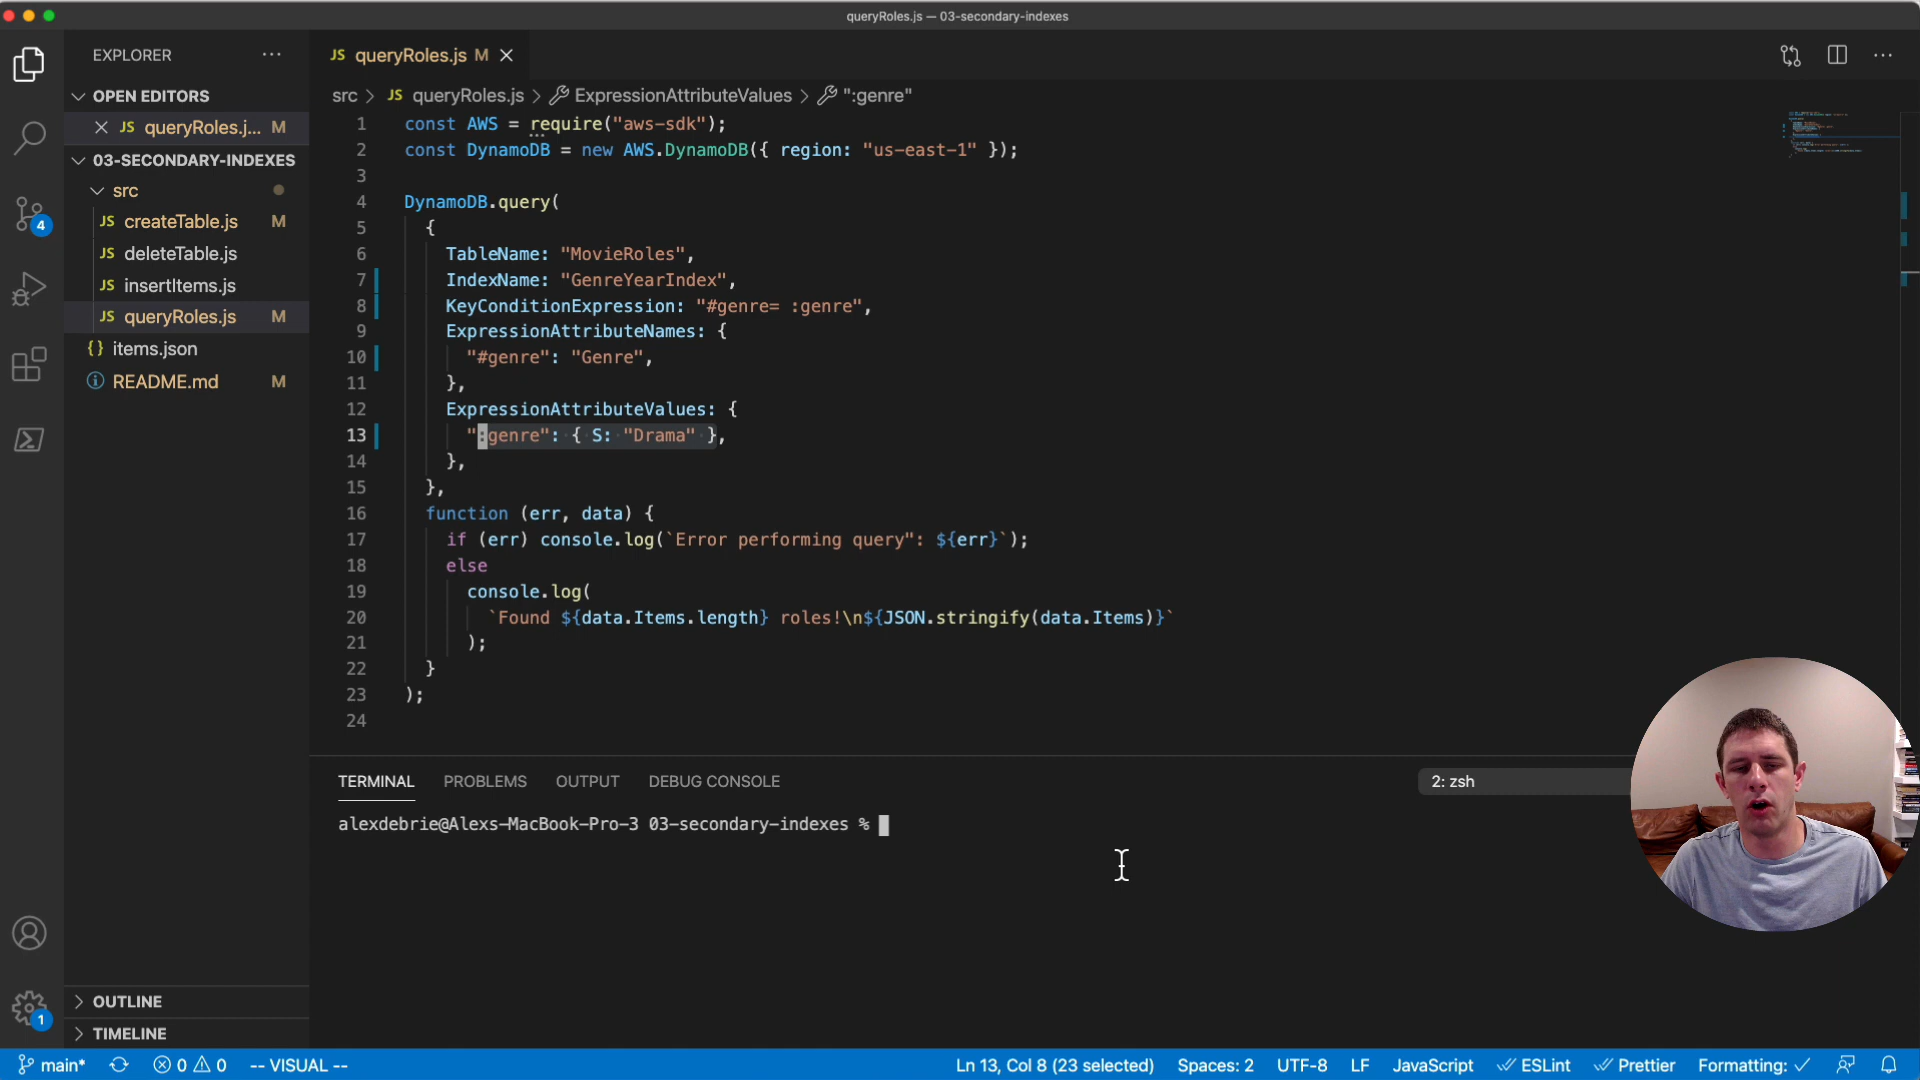 queryRoles.js — 03-secondary-indexes
EXPLORER
JS queryRoles.js M
OPEN EDITORS
JS queryRoles.j... M
03-SECONDARY-INDEXES
src
JS createTable.js M
JS deleteTable.js
JS insertItems.js
JS queryRoles.js M
{} items.json
README.md M
OUTLINE
TIMELINE
4
1
src > JS queryRoles.js > ExpressionAttributeValues > ":genre"
1 const AWS = require("aws-sdk");
2 const DynamoDB = new AWS.DynamoDB({ region: "us-east-1" });
3
4 DynamoDB.query(
5 {
6 TableName: "MovieRoles",
7 IndexName: "GenreYearIndex",
8 KeyConditionExpression: "#genre= :genre",
9 ExpressionAttributeNames: {
10 "#genre": "Genre",
11 },
12 ExpressionAttributeValues: {
13 ":genre": { S: "Drama" },
14 },
15 },
16 function (err, data) {
17 if (err) console.log(`Error performing query": ${err}`);
18 else
19 console.log(
20 `Found ${data.Items.length} roles!\n${JSON.stringify(data.Items)}`
21 );
22 }
23 );
24
TERMINAL PROBLEMS OUTPUT DEBUG CONSOLE 2: zsh
alexdebrie@Alexs-MacBook-Pro-3 03-secondary-indexes %
main* 0 0 -- VISUAL -- Ln 13, Col 8 (23 selected) Spaces: 2 UTF-8 LF JavaScript ESLint Prettier Formatting: ✓